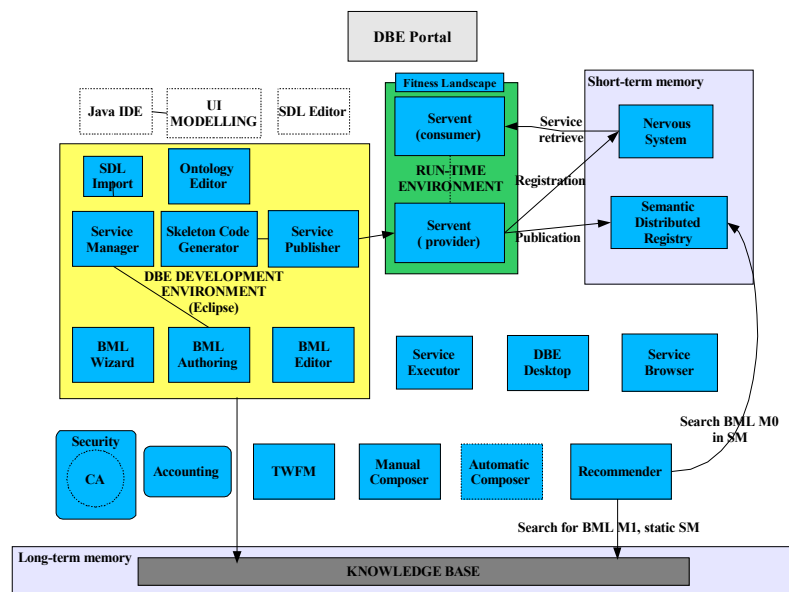 DBE Portal
Fitness Landscape
Short-term memory
Java IDE
UI
MODELLING
SDL Editor
Servent
(consumer)
Service
retrieve
Nervous
System
SDL
Import
Ontology
Editor
RUN-TIME
ENVIRONMENT
Registration
Service
Manager
Skeleton Code
Generator
Service
Publisher
Servent
( provider)
Publication
Semantic
Distributed
Registry
DBE DEVELOPMENT
ENVIRONMENT
(Eclipse)
BML
Wizard
BML
Authoring
BML
Editor
Service
Executor
DBE
Desktop
Service
Browser
Search BML M0
in SM
Security
CA
Accounting
TWFM
Manual
Composer
Automatic
Composer
Recommender
Search for BML M1, static SM
Long-term memory
KNOWLEDGE BASE